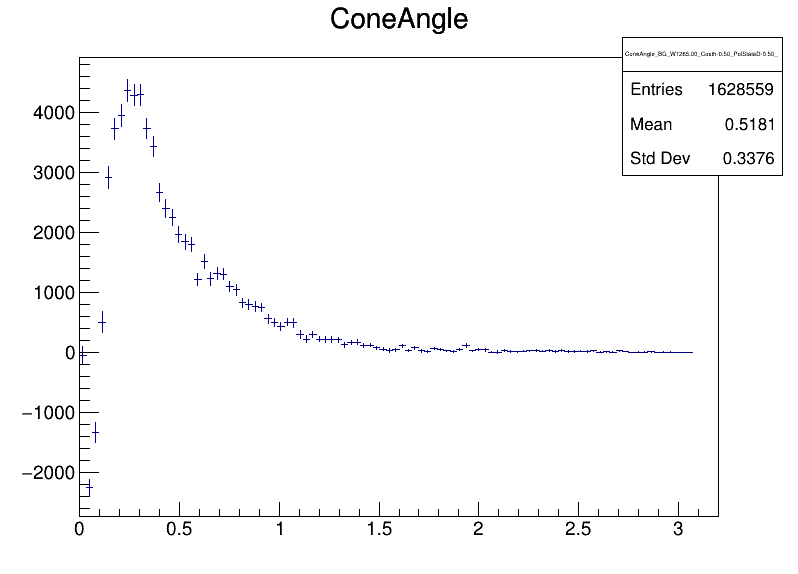 ConeAngle
ConeAngle_BG_W1265.00_Costh-0.50_PolStateD-0.50_
Entries 1628559
Mean 0.5181
Std Dev 0.3376
4000
3000
2000
1000
0
−1000
−2000
0 0.5 1 1.5 2 2.5 3